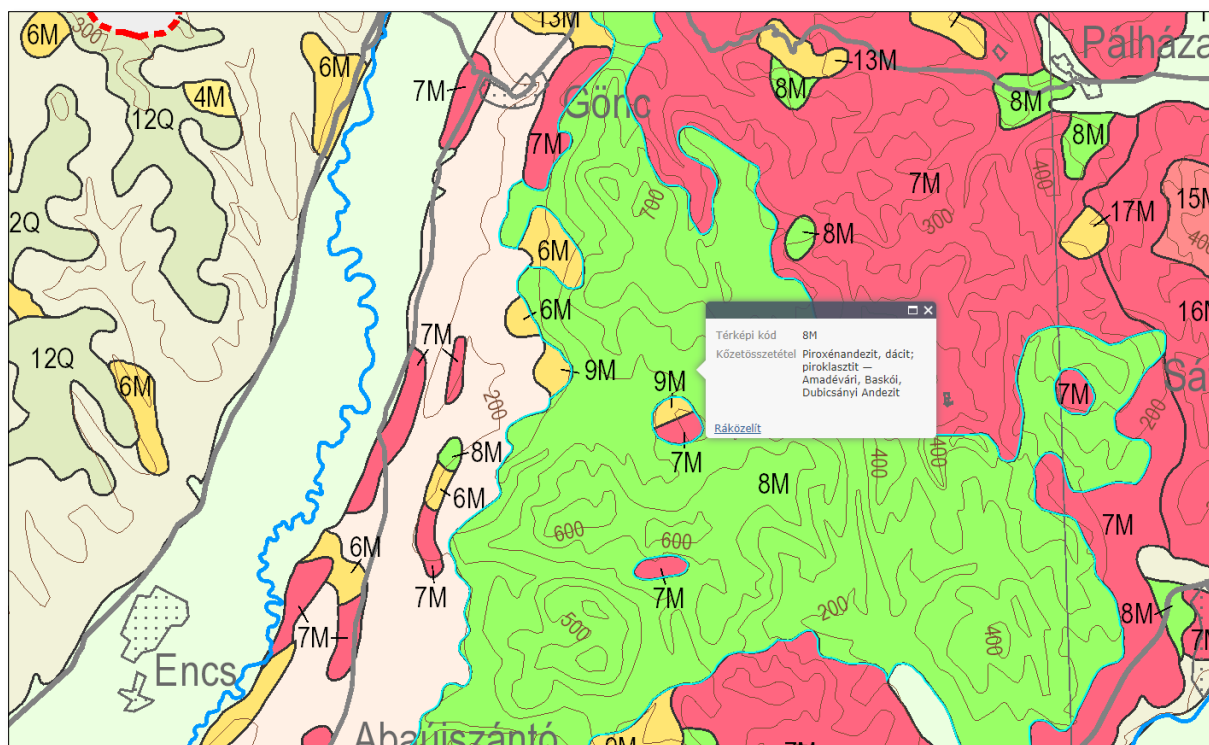 13M
6M
300
6M
4M
12Q
7M
Gönc
7M
13M
8M
Pálháza
8M
8M
400
7M
700
300
15M
17M
400
2Q
8M
6M
6M
16M
Térképi kód 8M
Kőzetösszetétel Piroxénandezit, dácit;
piroklasztit —
Amadévári, Baskói,
Dubicsányi Andezit
Ráközelít
12Q
6M
7M
200
9M
9M
7M
7M
200
8M
6M
7M
8M
400
400
600
600
6M
7M
7M
7M
7M
500
200
400
8M
Encs
Abaújszántó